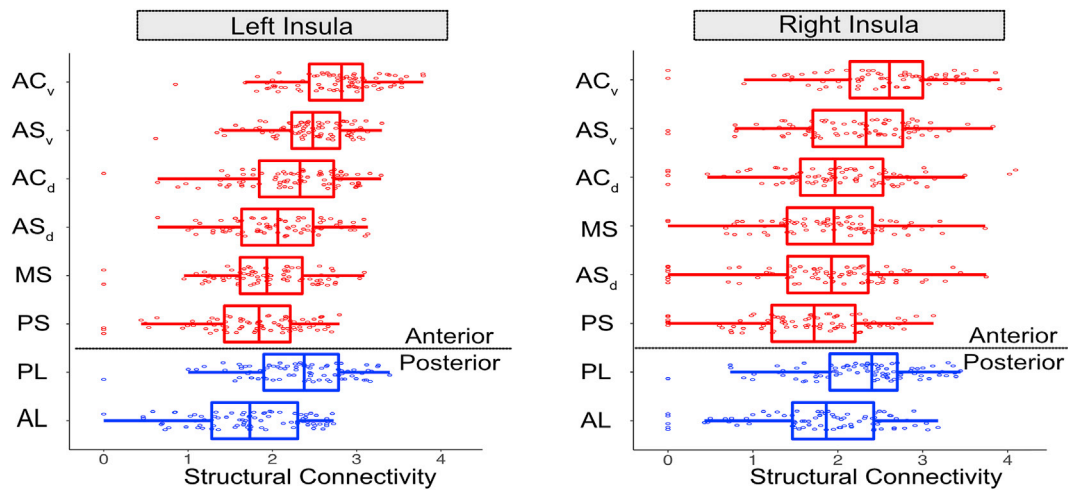 Left Insula
ACv
ASv
ACd
ASd
MS
PS
Anterior
Posterior
PL
AL
0 1 2 3 4
Structural Connectivity
Right Insula
ACv
ASv
ACd
MS
ASd
PS
Anterior
Posterior
PL
AL
0 1 2 3 4
Structural Connectivity